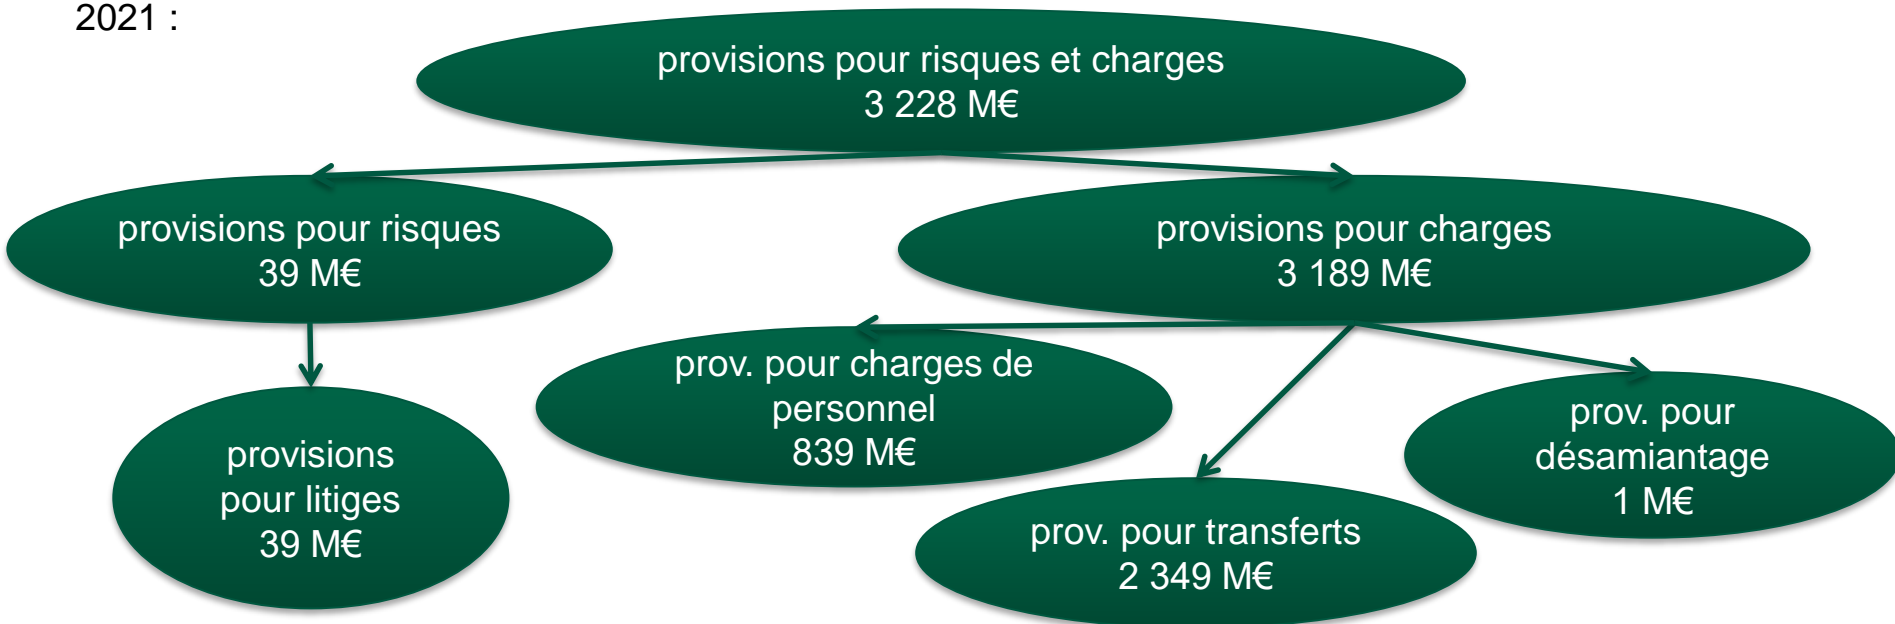 2021 :
provisions pour risques et charges
3 228 M€
provisions pour risques
39 M€
provisions pour charges
3 189 M€
provisions
pour litiges
39 M€
prov. pour charges de
personnel
839 M€
prov. pour transferts
2 349 M€
prov. pour
désamiantage
1 M€